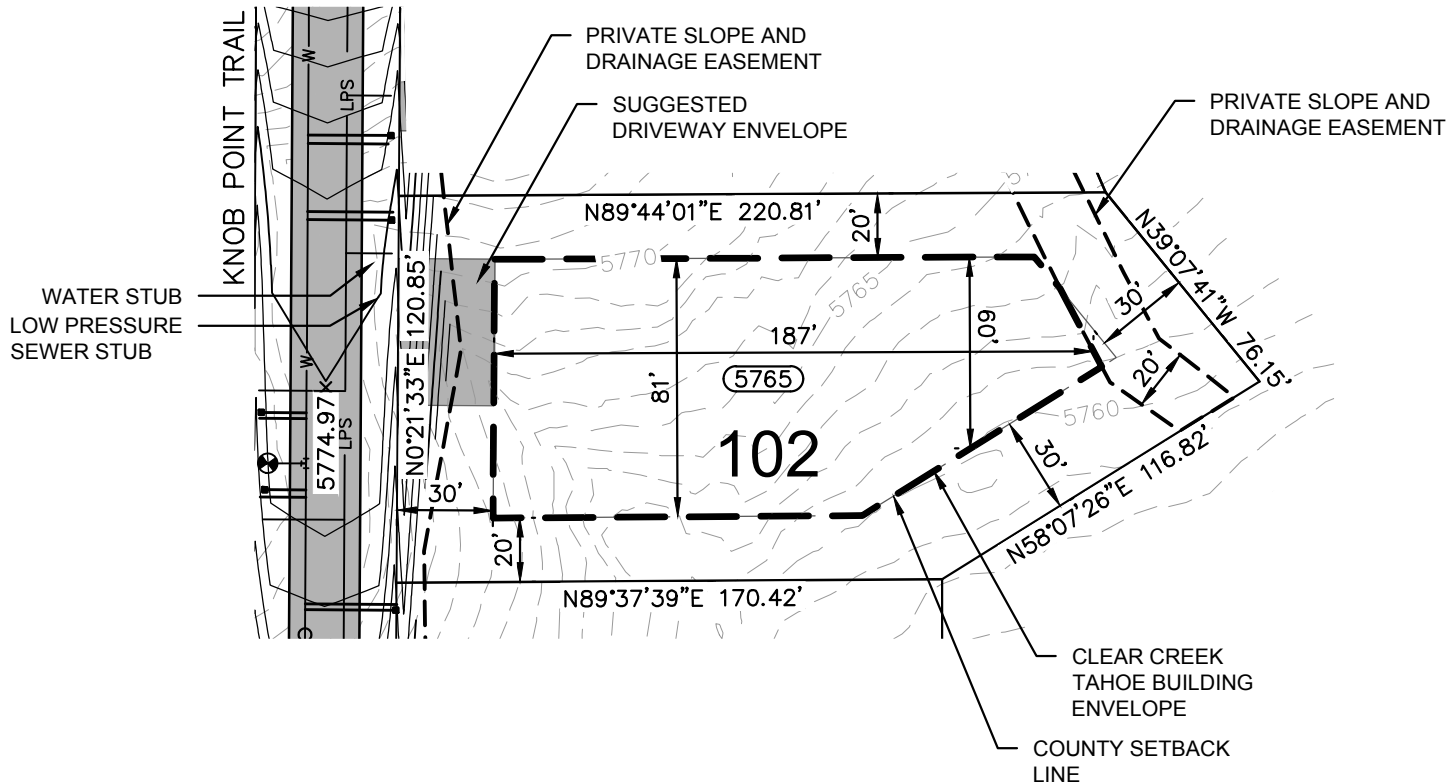 KNOB POINT TRAIL
PRIVATE SLOPE AND
DRAINAGE EASEMENT
SUGGESTED
DRIVEWAY ENVELOPE
PRIVATE SLOPE AND
DRAINAGE EASEMENT
W
LPS
N89°44'01"E 220.81'
20'
N39°07'41"W 76.15'
5770
5765
WATER STUB
LOW PRESSURE
SEWER STUB
N0°21'33"E 120.85'
30'
187'
60'
81'
5765
20'
W
5774.97
LPS
5760
102
30'
30'
20'
N58°07'26"E 116.82'
N89°37'39"E 170.42'
CLEAR CREEK
TAHOE BUILDING
ENVELOPE
COUNTY SETBACK
LINE